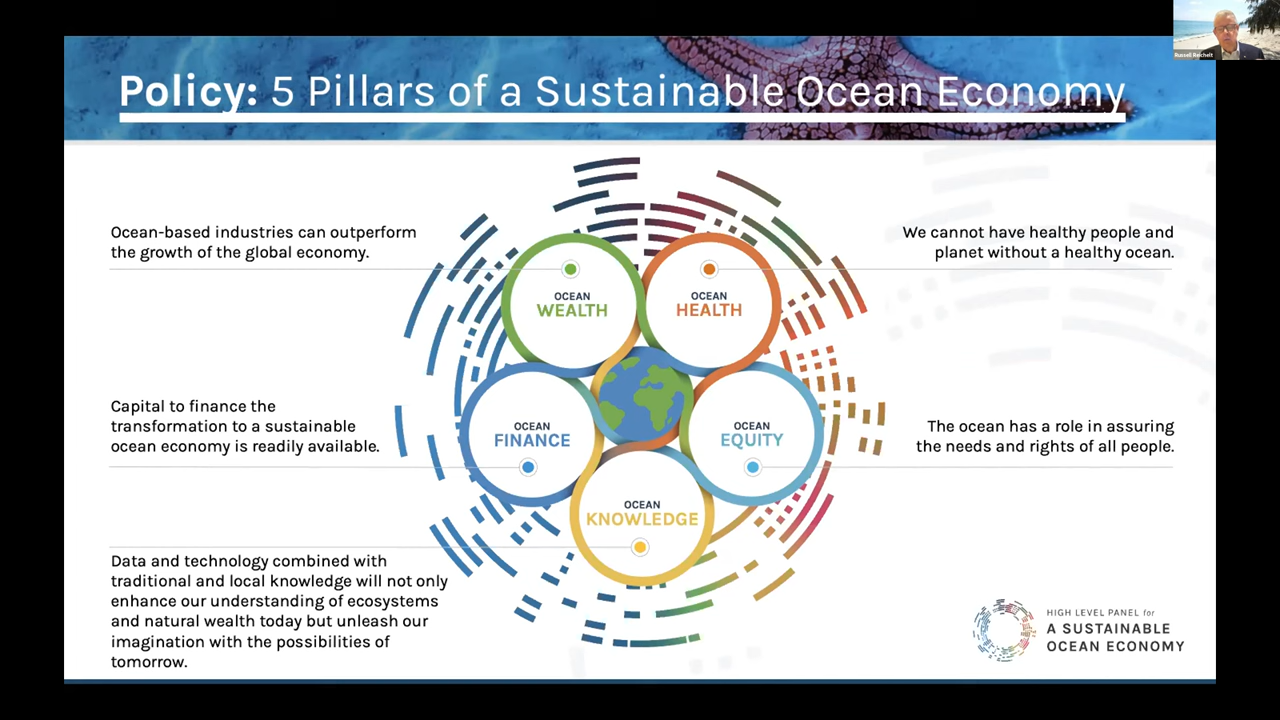 Russell Reichelt
Policy: 5 Pillars of a Sustainable Ocean Economy
Ocean-based industries can outperform
the growth of the global economy.
We cannot have healthy people and
planet without a healthy ocean.
OCEAN
WEALTH
OCEAN
HEALTH
Capital to finance the
transformation to a sustainable
ocean economy is readily available.
OCEAN
FINANCE
OCEAN
EQUITY
The ocean has a role in assuring
the needs and rights of all people.
OCEAN
KNOWLEDGE
Data and technology combined with
traditional and local knowledge will not only
enhance our understanding of ecosystems
and natural wealth today but unleash our
imagination with the possibilities of
tomorrow.
HIGH LEVEL PANEL for
A SUSTAINABLE
OCEAN ECONOMY